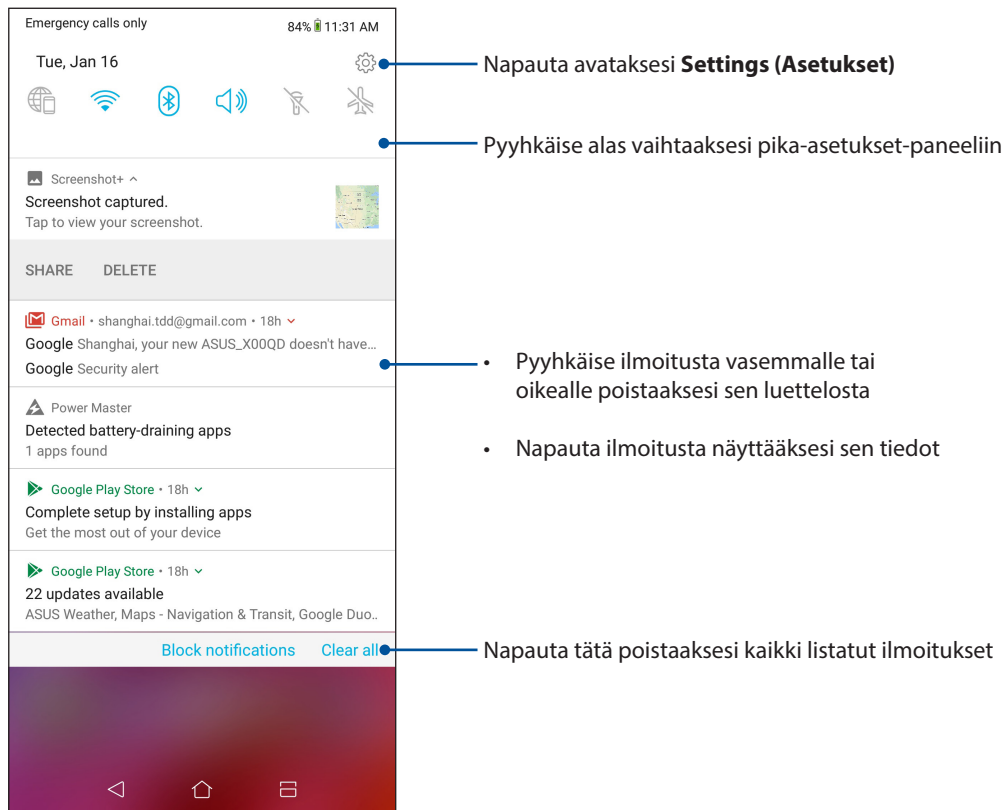 Emergency calls only 84% 11:31 AM
Tue, Jan 16
Napauta avataksesi Settings (Asetukset)
Pyyhkäise alas vaihtaaksesi pika-asetukset-paneeliin
Screenshot+
Screenshot captured.
Tap to view your screenshot.
SHARE DELETE
Gmail • shanghai.tdd@gmail.com • 18h
Google Shanghai, your new ASUS_X00QD doesn't have...
Google Security alert
• Pyyhkäise ilmoitusta vasemmalle tai
oikealle poistaaksesi sen luettelosta
• Napauta ilmoitusta näyttääksesi sen tiedot
Power Master
Detected battery-draining apps
1 apps found
Google Play Store • 18h
Complete setup by installing apps
Get the most out of your device
Google Play Store • 18h
22 updates available
ASUS Weather, Maps - Navigation & Transit, Google Duo..
Block notifications Clear all
Napauta tätä poistaaksesi kaikki listatut ilmoitukset